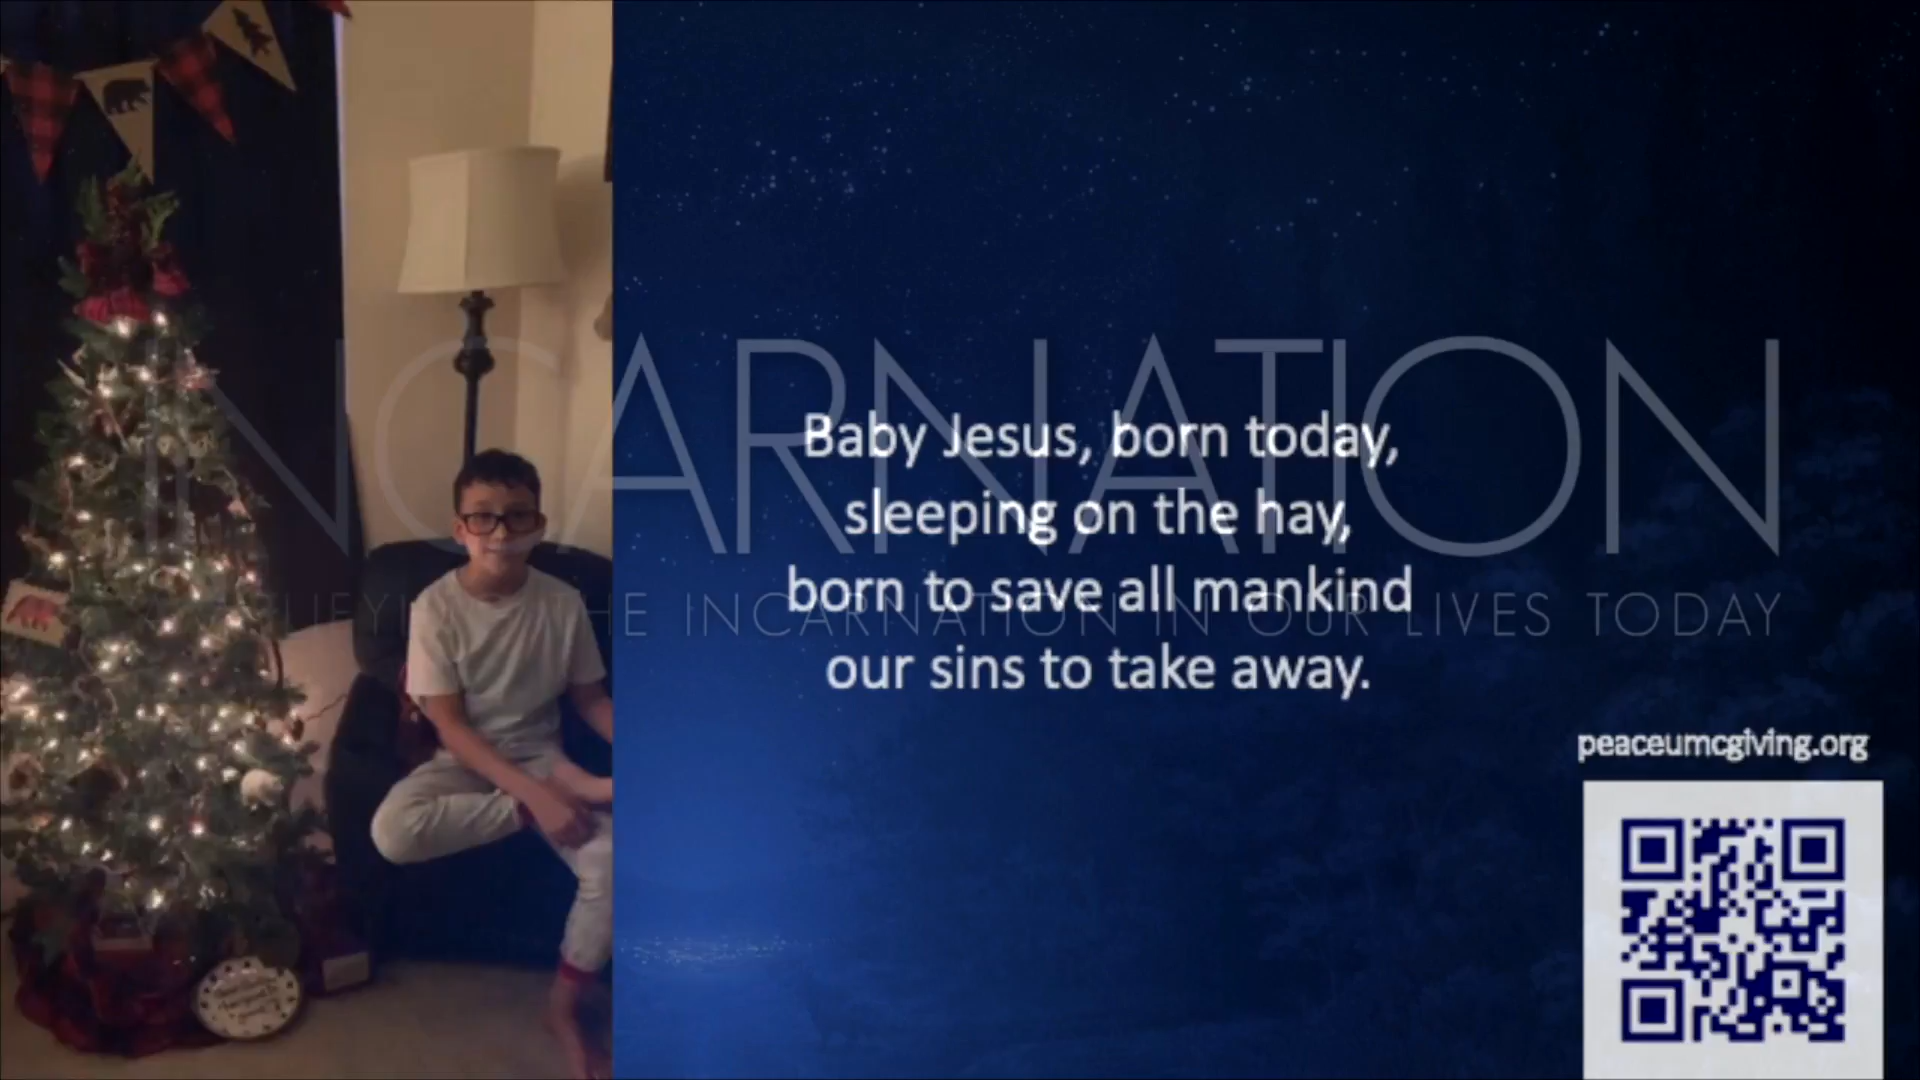 INCARNATION
THE INCARNATION IN OUR LIVES TODAY
Baby Jesus, born today,
sleeping on the hay,
born to save all mankind
our sins to take away.
peaceumcgiving.org